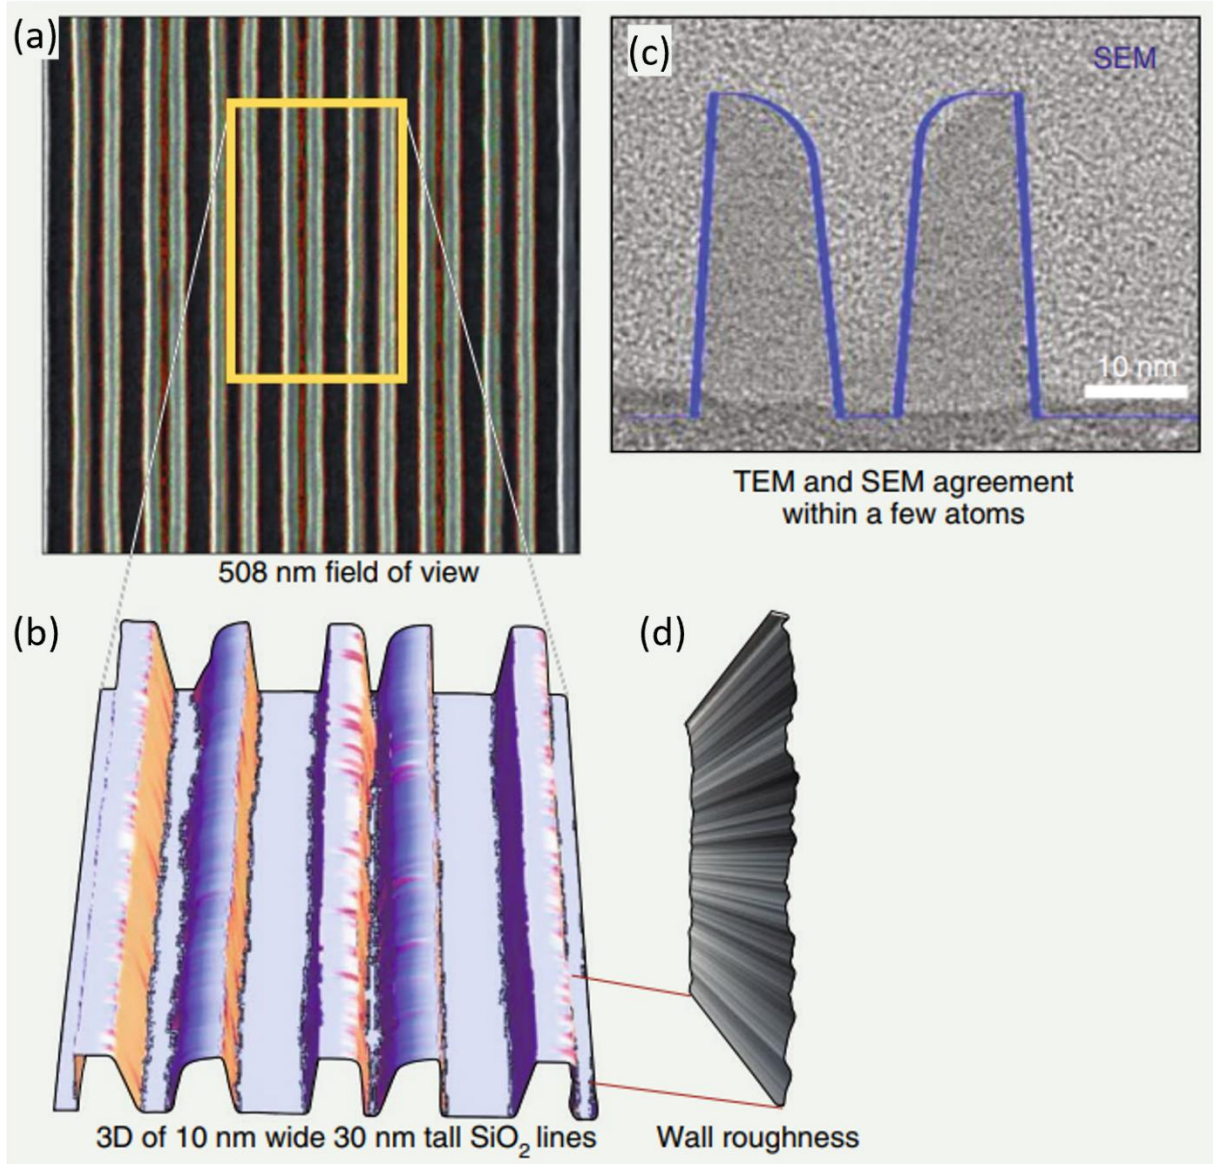 (a)
508 nm field of view
(c)
SEM
10 nm
TEM and SEM agreement
within a few atoms
(b)
3D of 10 nm wide 30 nm tall SiO2 lines
(d)
Wall roughness